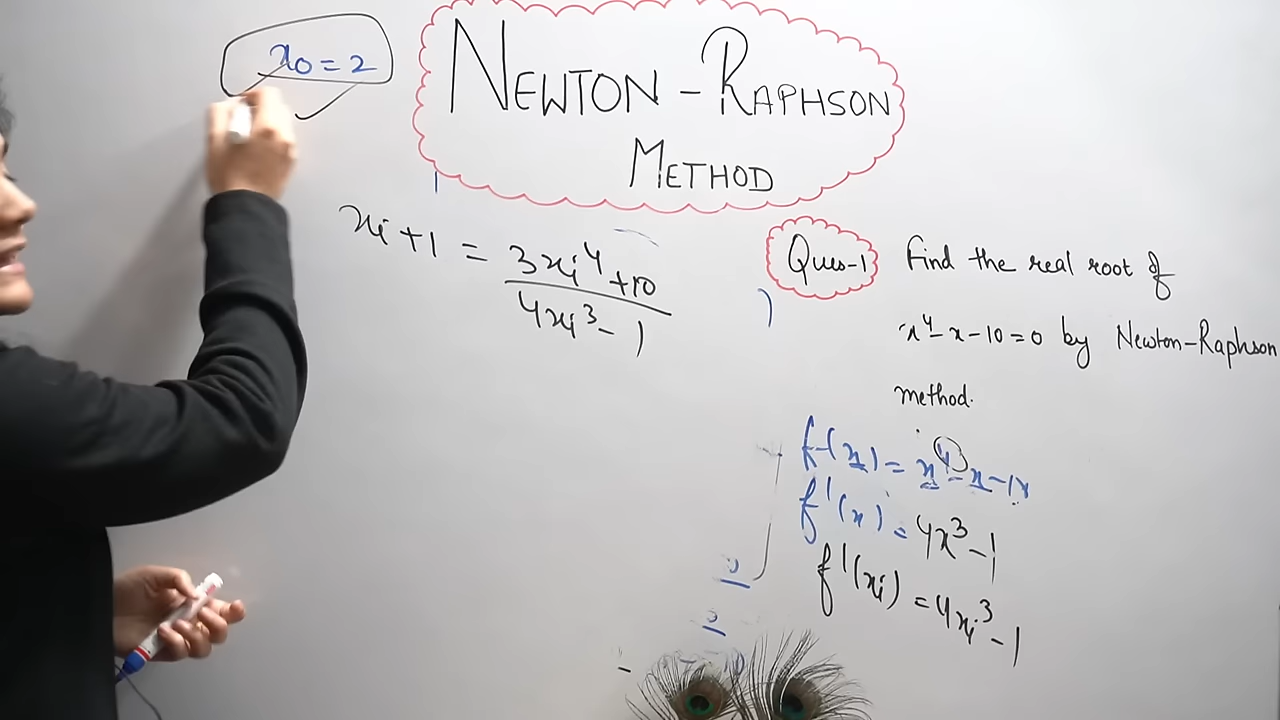 x₀ = 2
NEWTON - RAPHSON
METHOD
xᵢ + 1 = 3xᵢ⁴ + 10
4xᵢ³ - 1
Ques-1 Find the real root of
x⁴ - x - 10 = 0 by Newton-Raphson
method.
f(x) = x⁴ - x - 10
f'(x) = 4x³ - 1
f'(xᵢ) = 4xᵢ³ - 1